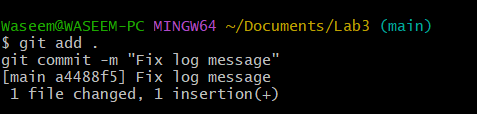 Waseem@WASEEM-PC MINGW64 ~/Documents/Lab3 (main)
$ git add .
git commit -m "Fix log message"
[main a4488f5] Fix log message
 1 file changed, 1 insertion(+)